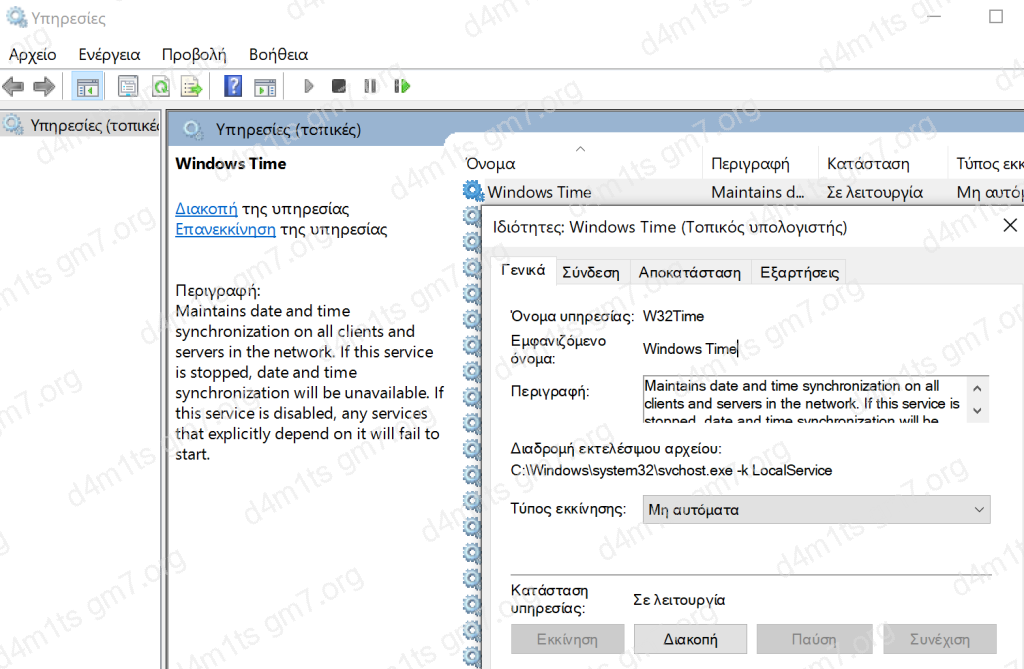 Υπηρεσίες
Αρχείο Ενέργεια Προβολή Βοήθεια
Υπηρεσίες (τοπικές
Υπηρεσίες (τοπικές)
Windows Time
Διακοπή της υπηρεσίας
Επανεκκίνηση της υπηρεσίας
Περιγραφή:
Maintains date and time
synchronization on all clients and
servers in the network. If this service
is stopped, date and time
synchronization will be unavailable. If
this service is disabled, any services
that explicitly depend on it will fail to
start.
Όνομα Περιγραφή Κατάσταση Τύπος εκκ
Windows Time Maintains d... Σε λειτουργία Μη αυτό
Ιδιότητες: Windows Time (Τοπικός υπολογιστής)
Γενικά Σύνδεση Αποκατάσταση Εξαρτήσεις
Όνομα υπηρεσίας: W32Time
Εμφανιζόμενο
όνομα:
Windows Time
Περιγραφή:
Maintains date and time synchronization on all
clients and servers in the network. If this service is
stopped, date and time synchronization will be
Διαδρομή εκτελέσιμου αρχείου:
C:\Windows\system32\svchost.exe -k LocalService
Τύπος εκκίνησης: Μη αυτόματα
Κατάσταση
υπηρεσίας:
Σε λειτουργία
Εκκίνηση Διακοπή Παύση Συνέχιση
d4m1ts gm7.org